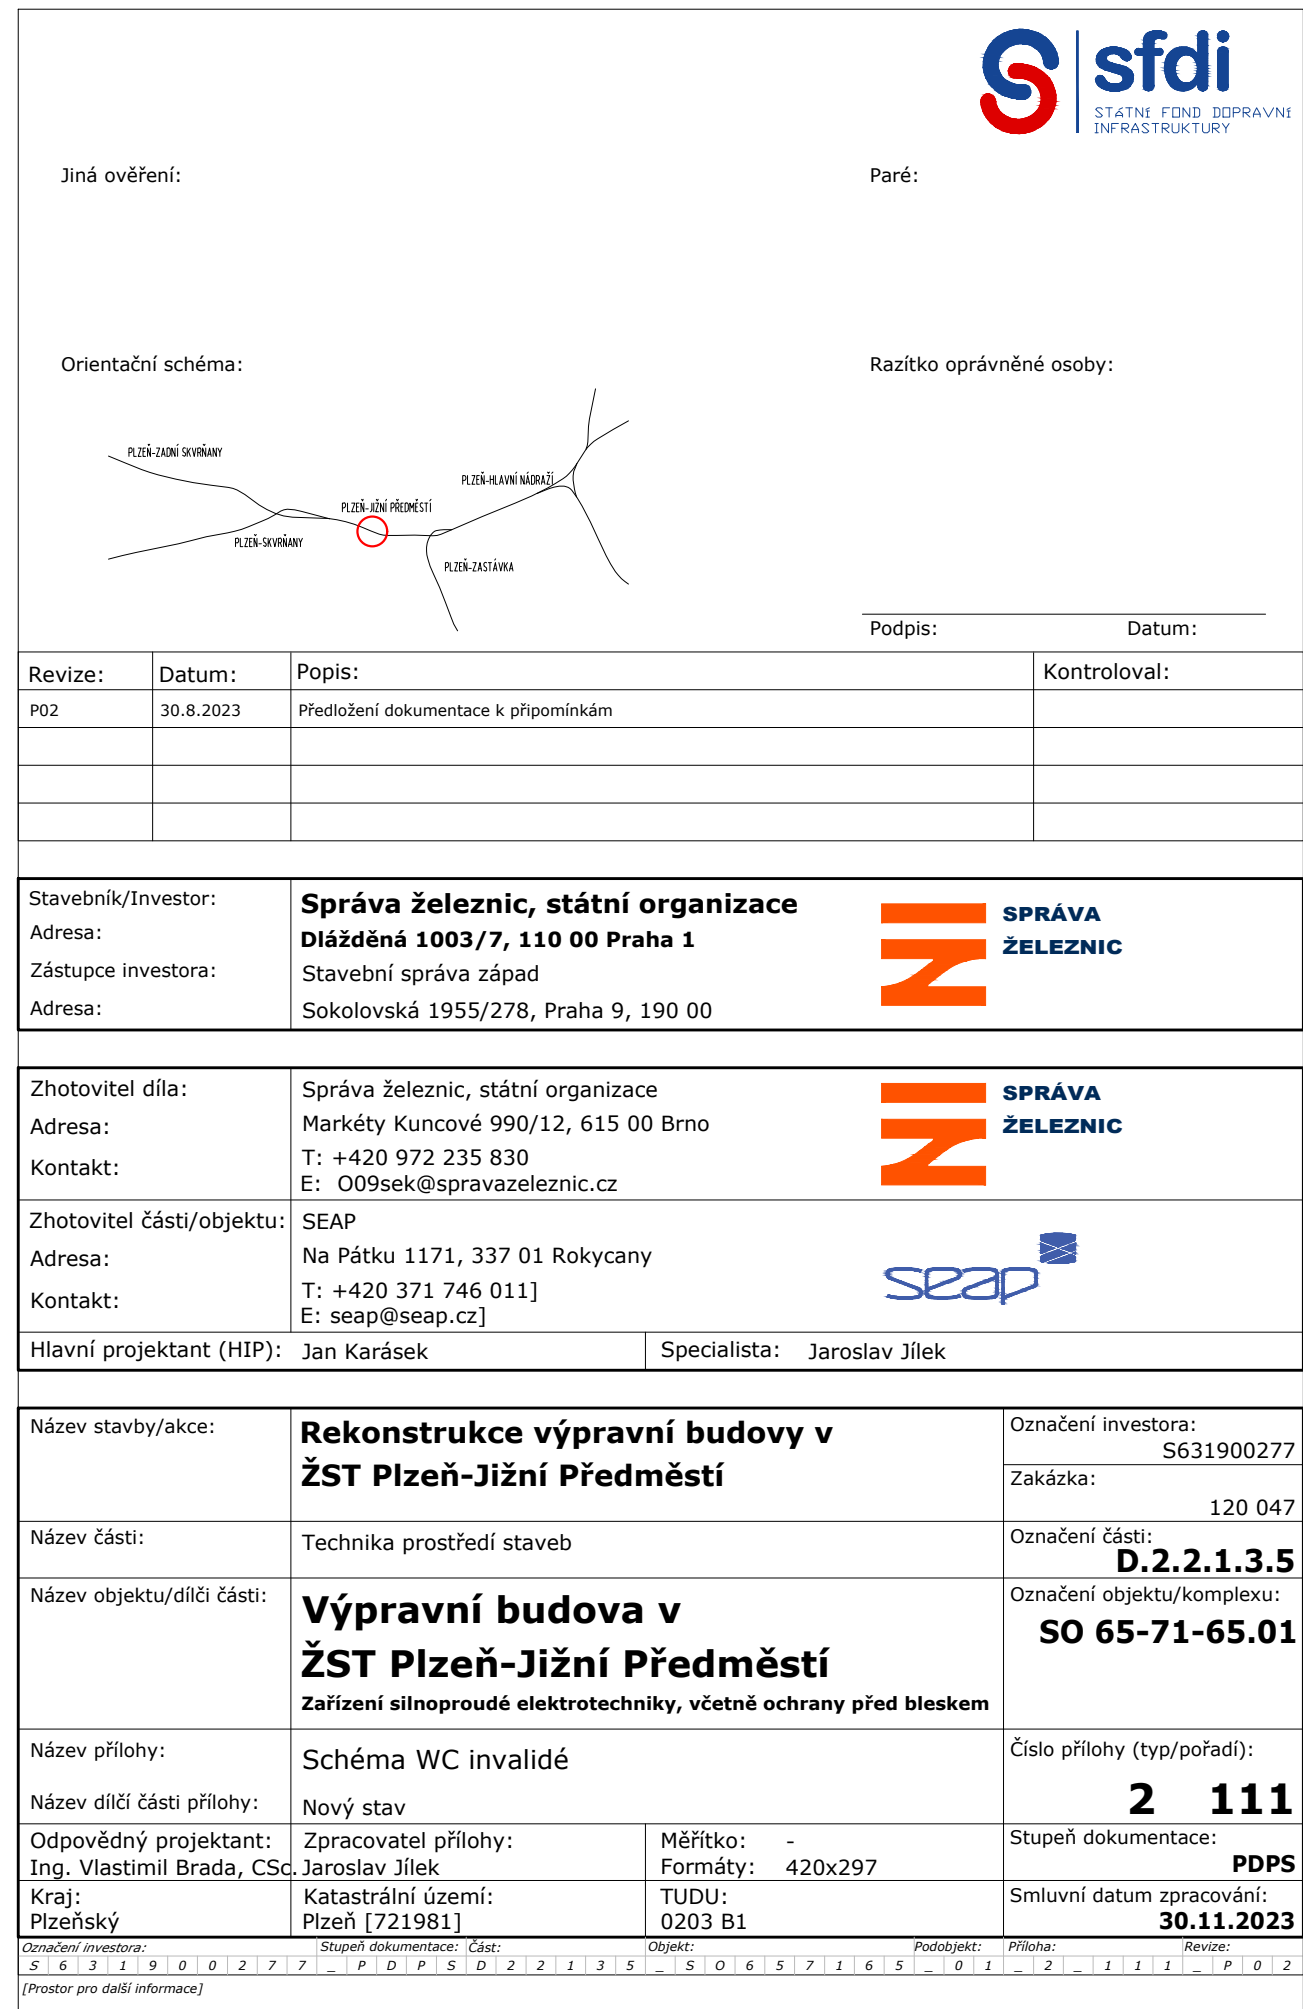 sfdi
STÁTNÍ FOND DOPRAVNÍ
INFRASTRUKTURY
Jiná ověření:
Paré:
Orientační schéma:
Razítko oprávněné osoby:
PLZEŇ-ZADNÍ SKVRŇANY
PLZEŇ-HLAVNÍ NÁDRAŽÍ
PLZEŇ-JIŽNÍ PŘEDMĚSTÍ
PLZEŇ-SKVRŇANY
PLZEŇ-ZASTÁVKA
Podpis: Datum:
Revize: Datum: Popis: Kontroloval:
P02 30.8.2023 Předložení dokumentace k připomínkám
Stavebník/Investor: Správa železnic, státní organizace
Adresa: Dlážděná 1003/7, 110 00 Praha 1
Zástupce investora: Stavební správa západ
Adresa: Sokolovská 1955/278, Praha 9, 190 00
SPRÁVA
ŽELEZNIC
Zhotovitel díla: Správa železnic, státní organizace
Adresa: Markéty Kuncové 990/12, 615 00 Brno
Kontakt: T: +420 972 235 830
E: O09sek@spravazeleznic.cz
SPRÁVA
ŽELEZNIC
Zhotovitel části/objektu: SEAP
Adresa: Na Pátku 1171, 337 01 Rokycany
Kontakt: T: +420 371 746 011]
E: seap@seap.cz]
seap
Hlavní projektant (HIP): Jan Karásek Specialista: Jaroslav Jílek
Název stavby/akce: Rekonstrukce výpravní budovy v
ŽST Plzeň-Jižní Předměstí
Označení investora:
S631900277
Zakázka:
120 047
Název části: Technika prostředí staveb
Označení části:
D.2.2.1.3.5
Název objektu/dílči části: Výpravní budova v
ŽST Plzeň-Jižní Předměstí
Zařízení silnoproudé elektrotechniky, včetně ochrany před bleskem
Označení objektu/komplexu:
SO 65-71-65.01
Název přílohy: Schéma WC invalidé
Název dílčí části přílohy: Nový stav
Číslo přílohy (typ/pořadí):
2 111
Odpovědný projektant: Zpracovatel přílohy: Měřítko: - Stupeň dokumentace:
Ing. Vlastimil Brada, CSc. Jaroslav Jílek Formáty: 420x297 PDPS
Kraj: Katastrální území: TUDU: Smluvní datum zpracování:
Plzeňský Plzeň [721981] 0203 B1 30.11.2023
Označení investora: Stupeň dokumentace: Část: Objekt: Podobjekt: Příloha: Revize:
S 6 3 1 9 0 0 2 7 7 _ P D P S D 2 2 1 3 5 _ S O 6 5 7 1 6 5 _ 0 1 _ 2 _ 1 1 1 _ P 0 2
[Prostor pro další informace]